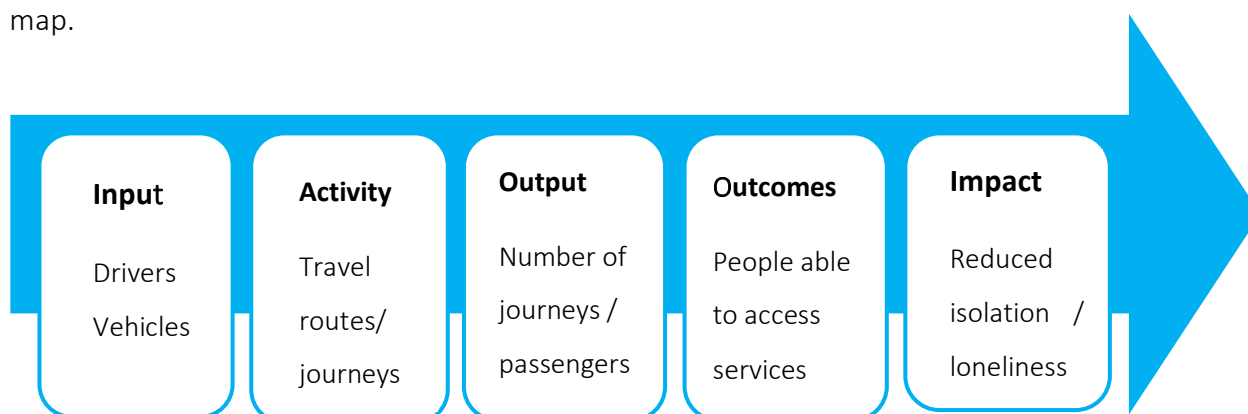 map.
Input
Drivers
Vehicles
Activity
Travel
routes/
journeys
Output
Number of
journeys /
passengers
Outcomes
People able
to access
services
Impact
Reduced
isolation /
loneliness